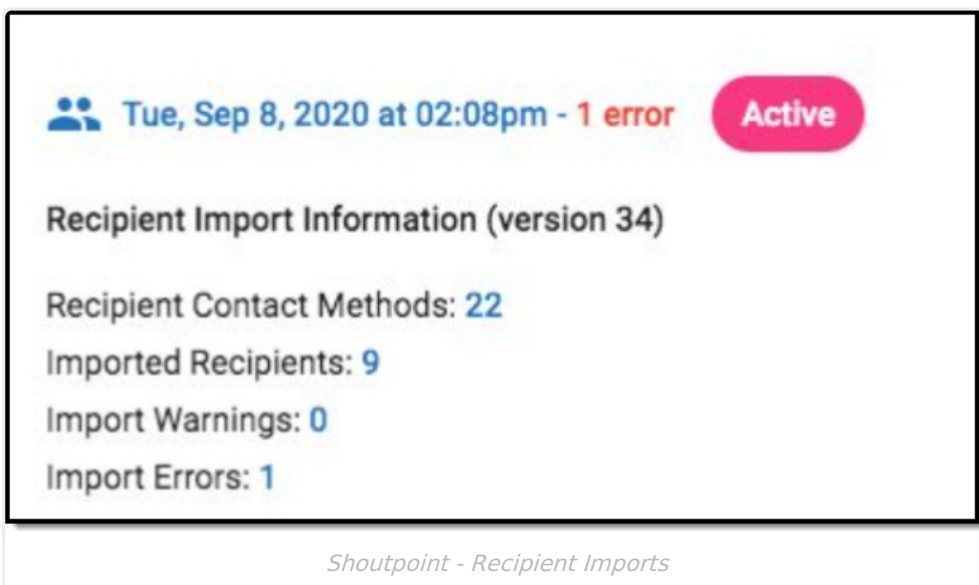 Tue, Sep 8, 2020 at 02:08pm - 1 error Active
Recipient Import Information (version 34)
Recipient Contact Methods: 22
Imported Recipients: 9
Import Warnings: 0
Import Errors: 1
Shoutpoint - Recipient Imports